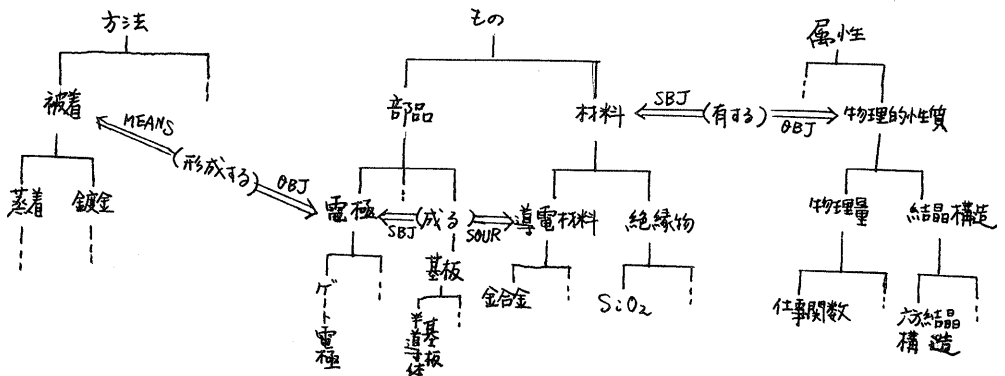 方法
もの
属性
被着
部品
材料
SBJ
(有する)
OBJ
物理的性質
MEANS
(形成する)
OBJ
蒸着
鍍金
電極
SBJ
(成る)
SOUR
導電材料
絶縁物
物理量
結晶構造
ゲート電極
基板
半導体基板
金合金
SiO2
仕事関数
六方結晶構造